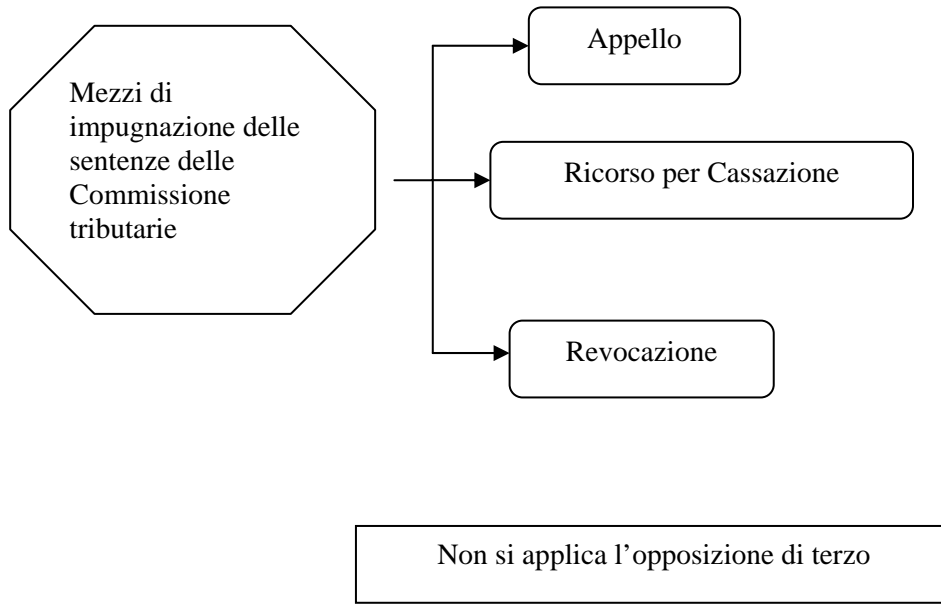 Mezzi di
impugnazione delle
sentenze delle
Commissione
tributarie
Appello
Ricorso per Cassazione
Revocazione
Non si applica l’opposizione di terzo